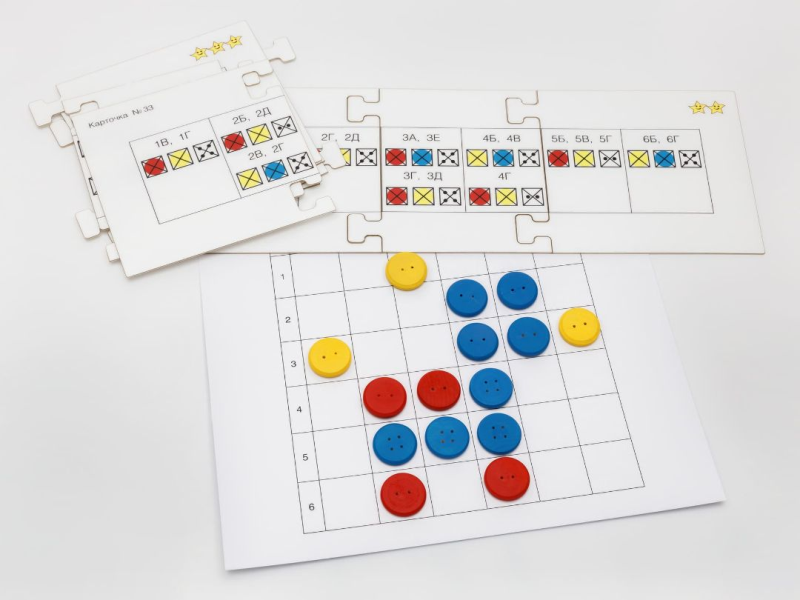 Карточка №33
1В, 1Г
2Б, 2Д
2В, 2Г
2Г, 2Д
3А, 3Е
3Г, 3Д
4Б, 4В
4Г
5Б, 5В, 5Г
6Б, 6Г
1
2
3
4
5
6